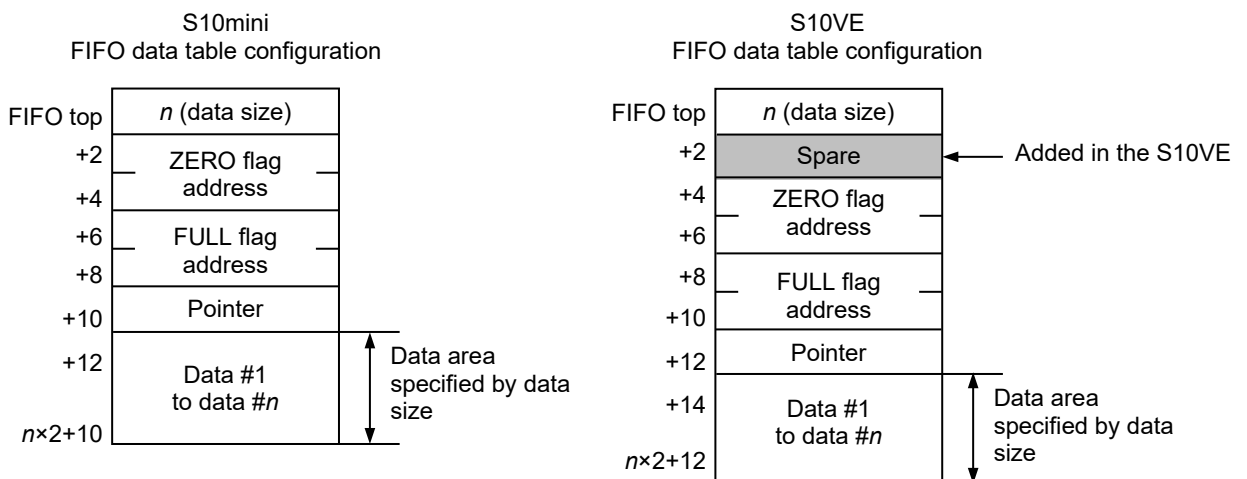 S10mini
FIFO data table configuration
FIFO top
n (data size)
+2
ZERO flag
address
+4
+6
FULL flag
address
+8
Pointer
+10
+12
Data #1
to data #n
n×2+10
Data area
specified by data
size
S10VE
FIFO data table configuration
FIFO top
n (data size)
+2
Spare
Added in the S10VE
+4
ZERO flag
address
+6
+8
FULL flag
address
+10
Pointer
+12
+14
Data #1
to data #n
n×2+12
Data area
specified by data
size